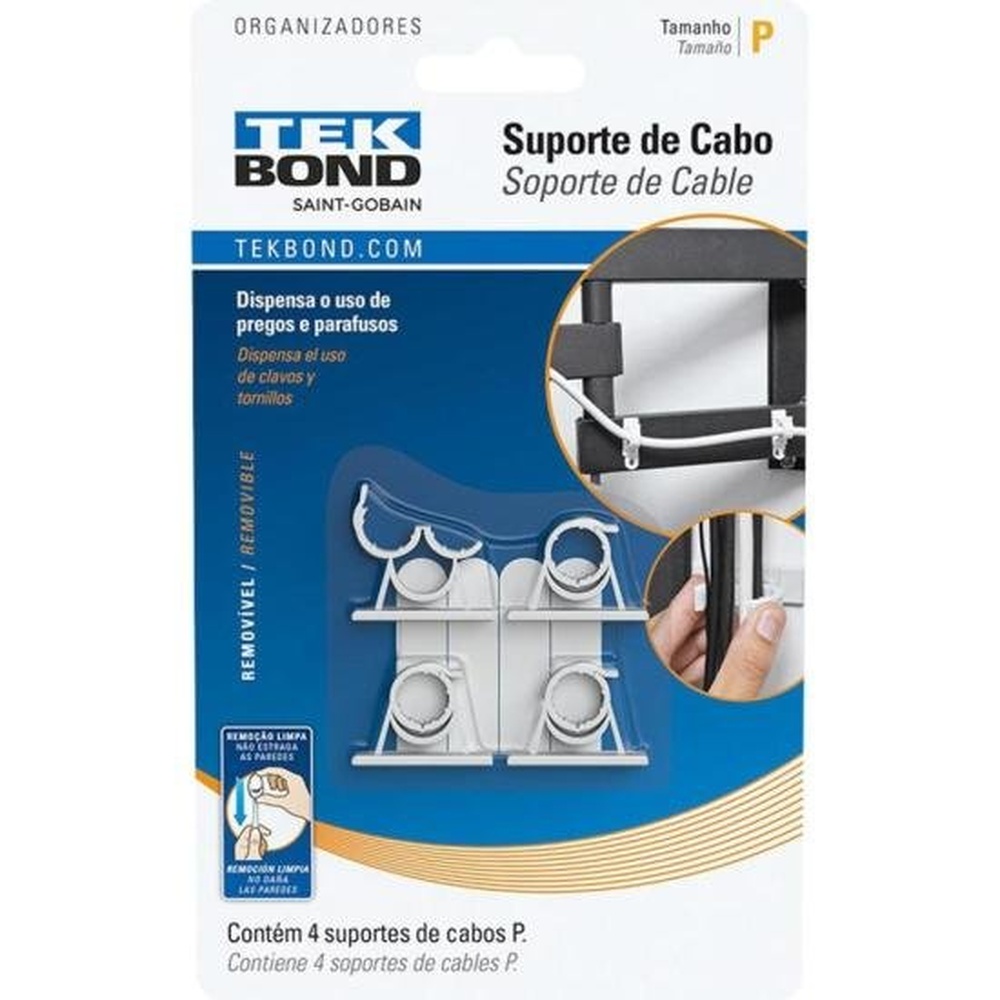 ORGANIZADORES
Tamanho
Tamaño
P
TEK
BOND
SAINT-GOBAIN
Suporte de Cabo
Soporte de Cable
TEKBOND.COM
Dispensa o uso de
pregos e parafusos
Dispensa el uso
de clavos y
tornillos
REMOVÍVEL / REMOVIBLE
REMOÇÃO LIMPA
NÃO ESTRAGA
AS PAREDES
REMOCIÓN LIMPIA
NO DAÑA
LAS PAREDES
Contém 4 suportes de cabos P.
Contiene 4 soportes de cables P.